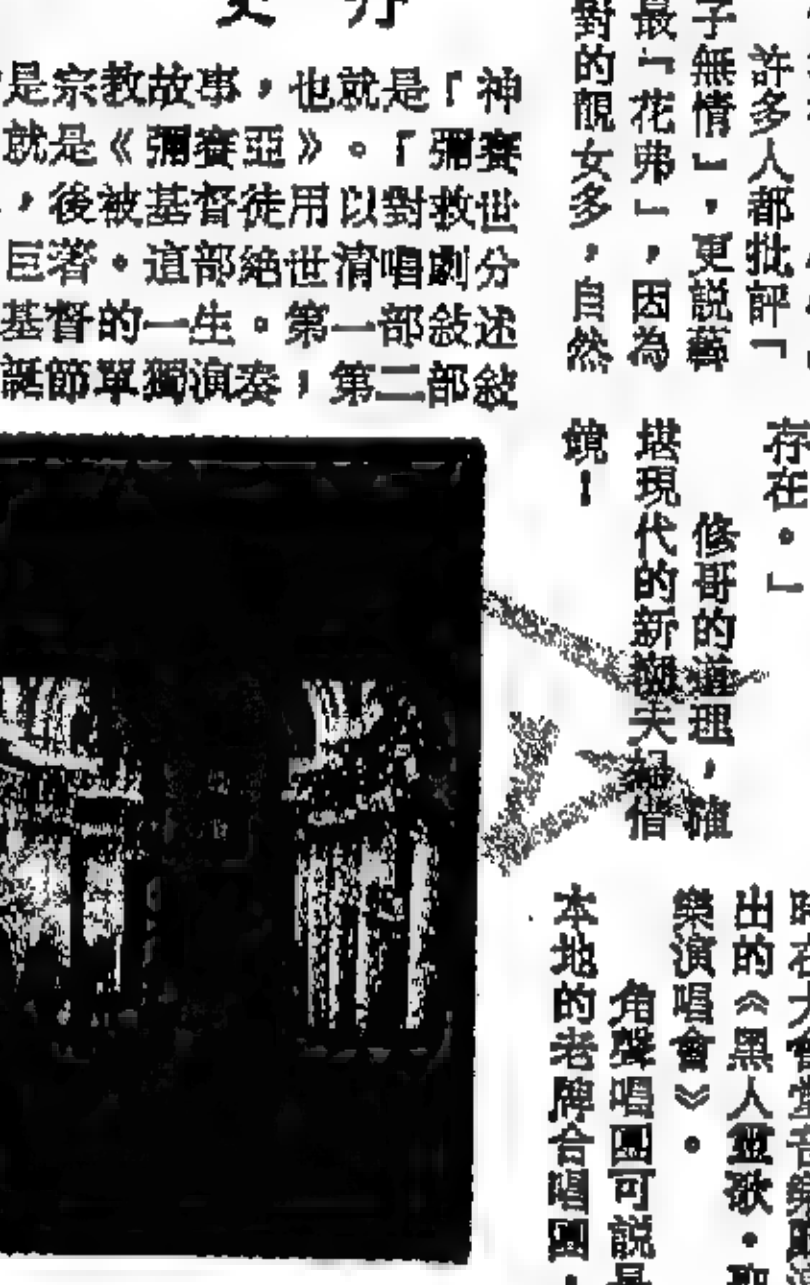 是宗教故事，也就是「神
就是《彌賽亞》。「彌賽
，後被基督徒用以對救世
巨著。這部絕世清唱劇分
基督的一生。第一部敍述
誕節單獨演奏；第二部敍
許多人都批評「
子無情」，更説藝
最「花弗」，因為
對的靚女多，自然
存在。」
修哥的道理，確
堪現代的新潮夫婦借
鏡！
出的《黑人靈歌·聖
樂演唱會》。
角聲唱團可説是
本地的老牌合唱團，